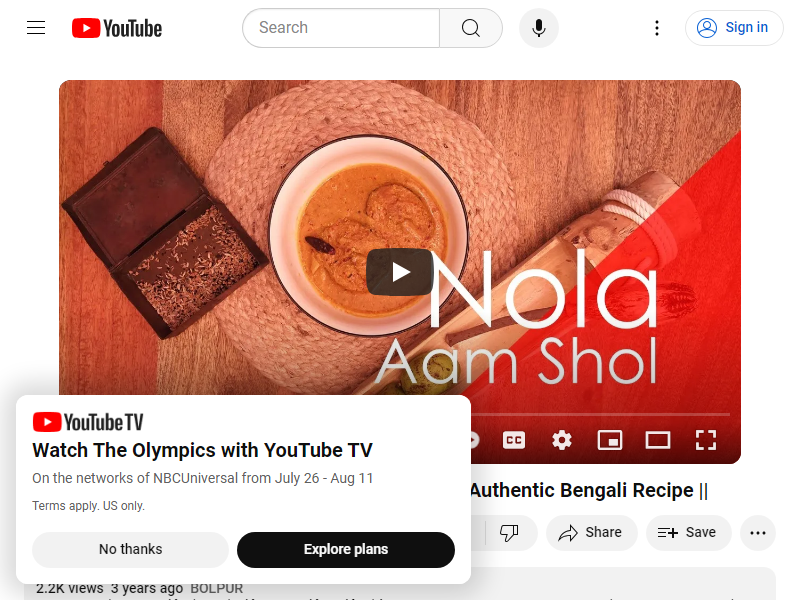 YouTube
Search
Sign in
Nola
Aam Shol
CC
YouTube TV
Watch The Olympics with YouTube TV
On the networks of NBCUniversal from July 26 - Aug 11
Terms apply. US only.
No thanks
Explore plans
Authentic Bengali Recipe ||
Share
Save
2.2K views 3 years ago BOLPUR